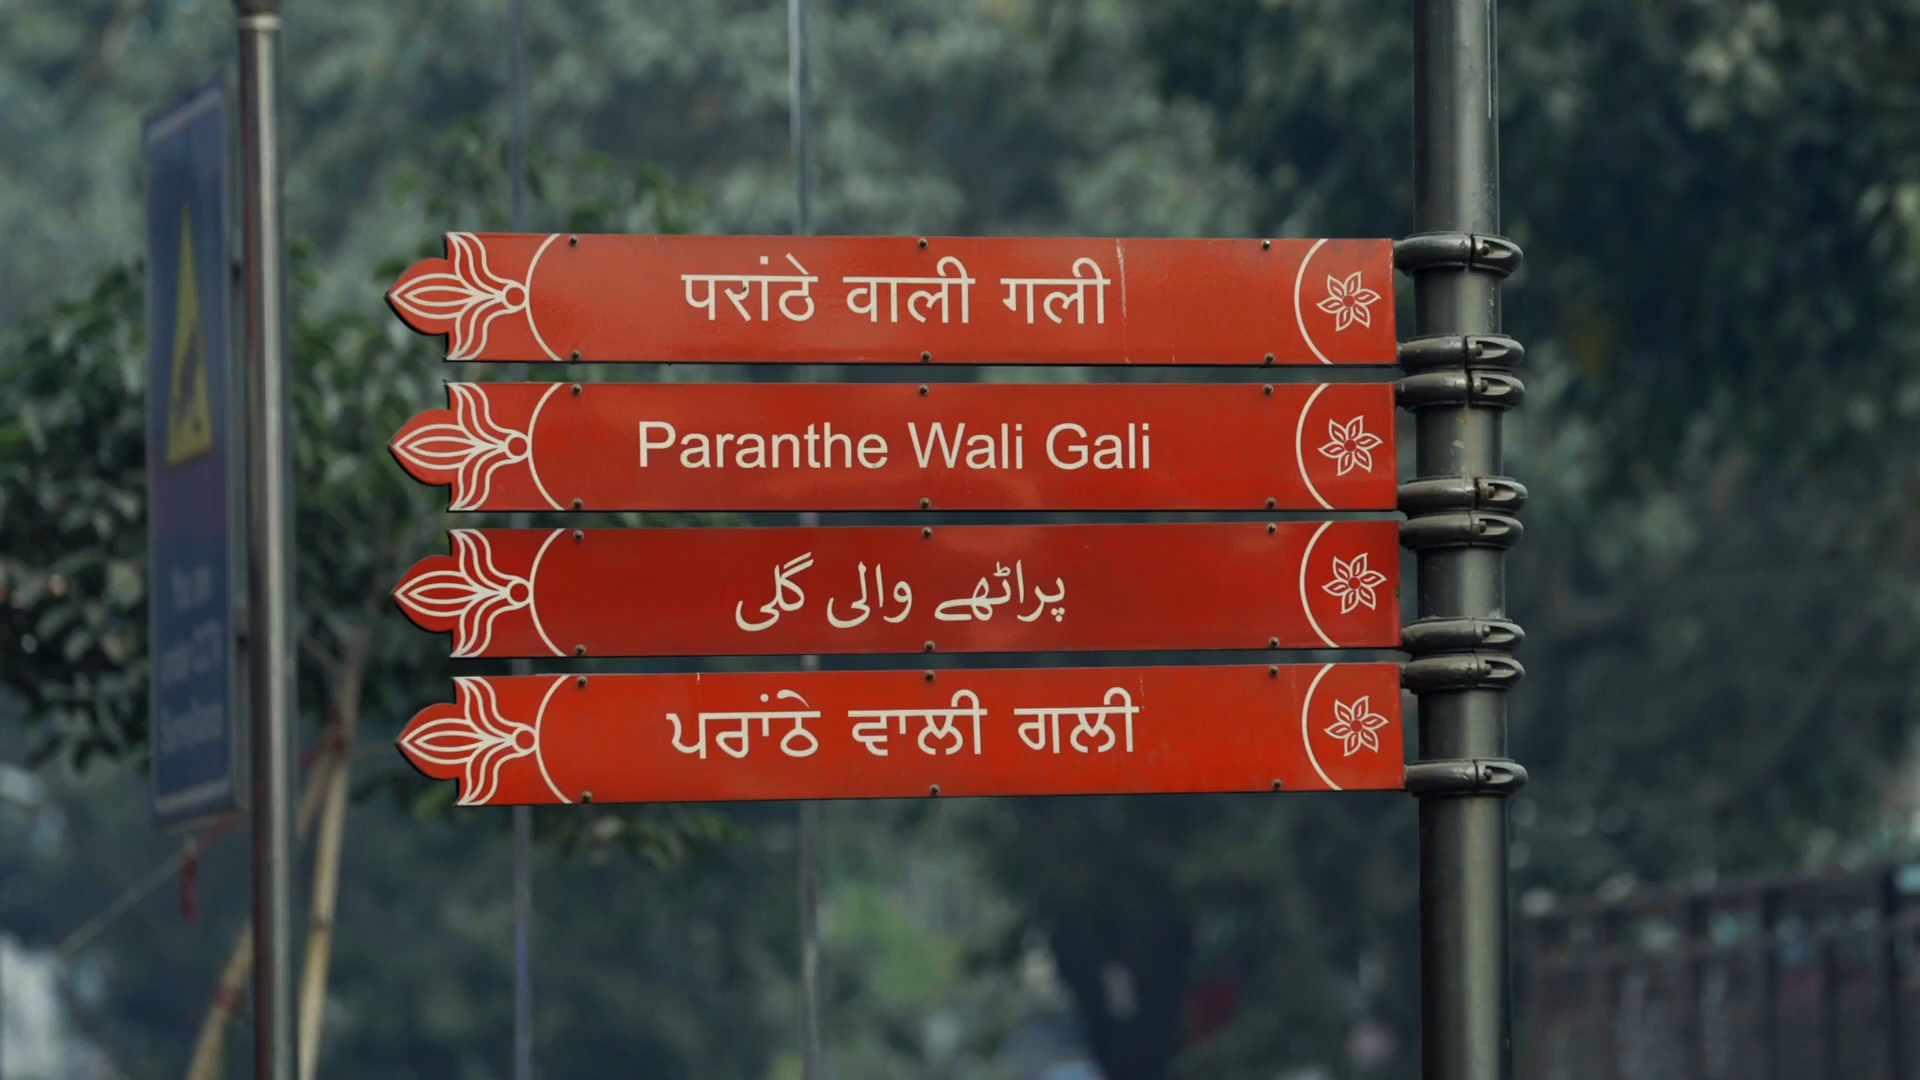 परांठे वाली गली
Paranthe Wali Gali
پراٹھے والی گلی
ਪਰਾਂਠੇ ਵਾਲੀ ਗਲੀ